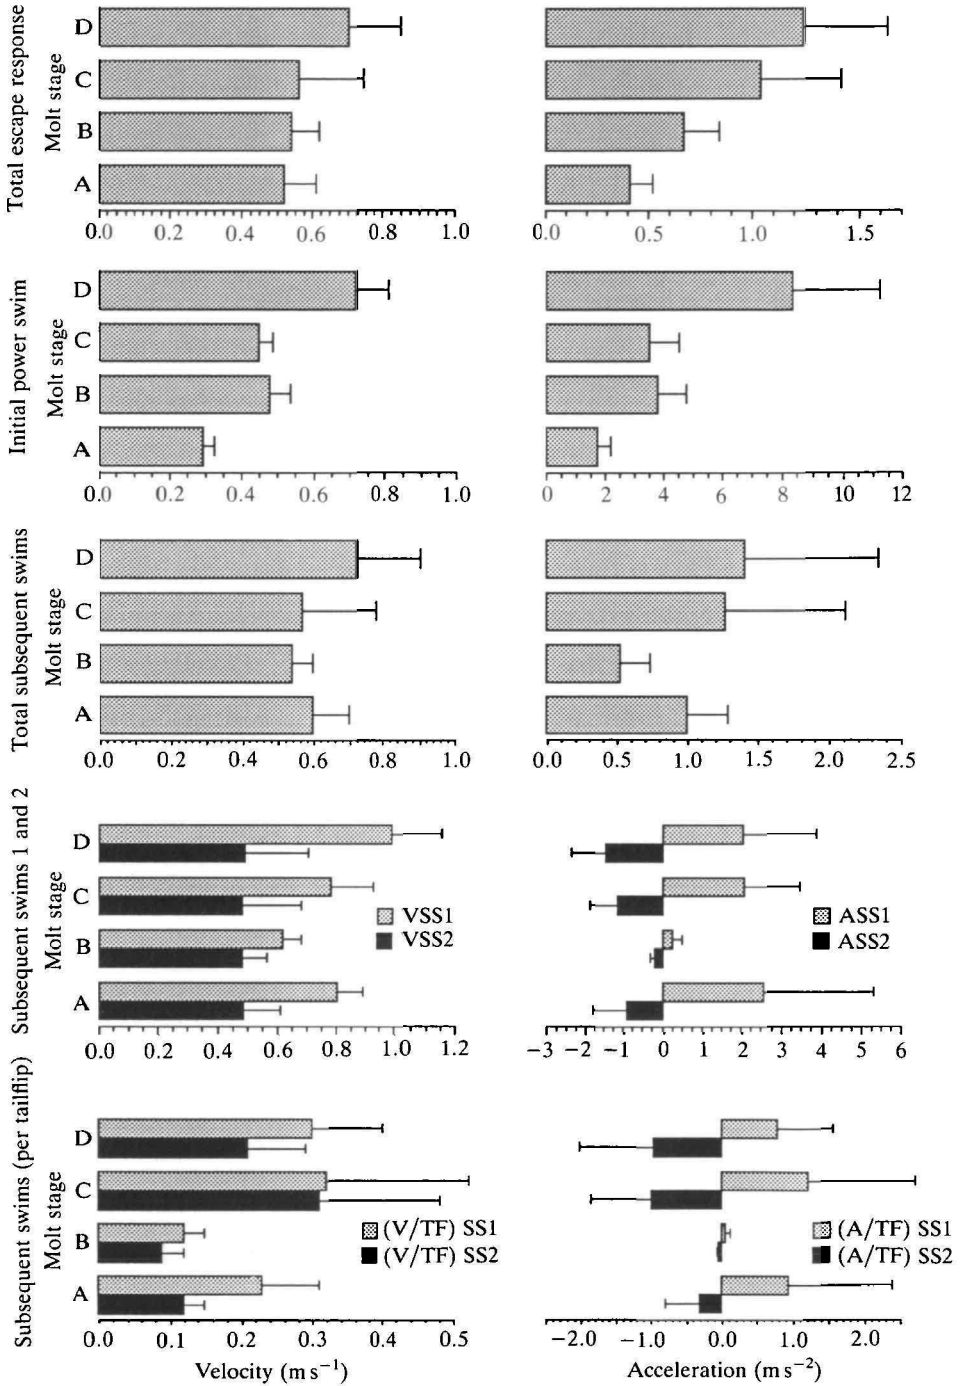 Total escape response
Molt stage
D
C
B
A
0.0 0.2 0.4 0.6 0.8 1.0
0.0 0.5 1.0 1.5
Initial power swim
Molt stage
D
C
B
A
0.0 0.2 0.4 0.6 0.8 1.0
0 2 4 6 8 10 12
Total subsequent swims
Molt stage
D
C
B
A
0.0 0.2 0.4 0.6 0.8 1.0
0.0 0.5 1.0 1.5 2.0 2.5
Subsequent swims 1 and 2
Molt stage
D
C
B
A
VSS1
VSS2
ASS1
ASS2
0.0 0.2 0.4 0.6 0.8 1.0 1.2
−3 −2 −1 0 1 2 3 4 5 6
Subsequent swims (per tailflip)
Molt stage
D
C
B
A
(V/TF) SS1
(V/TF) SS2
(A/TF) SS1
(A/TF) SS2
0.0 0.1 0.2 0.3 0.4 0.5
−2.0 −1.0 0.0 1.0 2.0
Velocity (m s⁻¹)
Acceleration (m s⁻²)